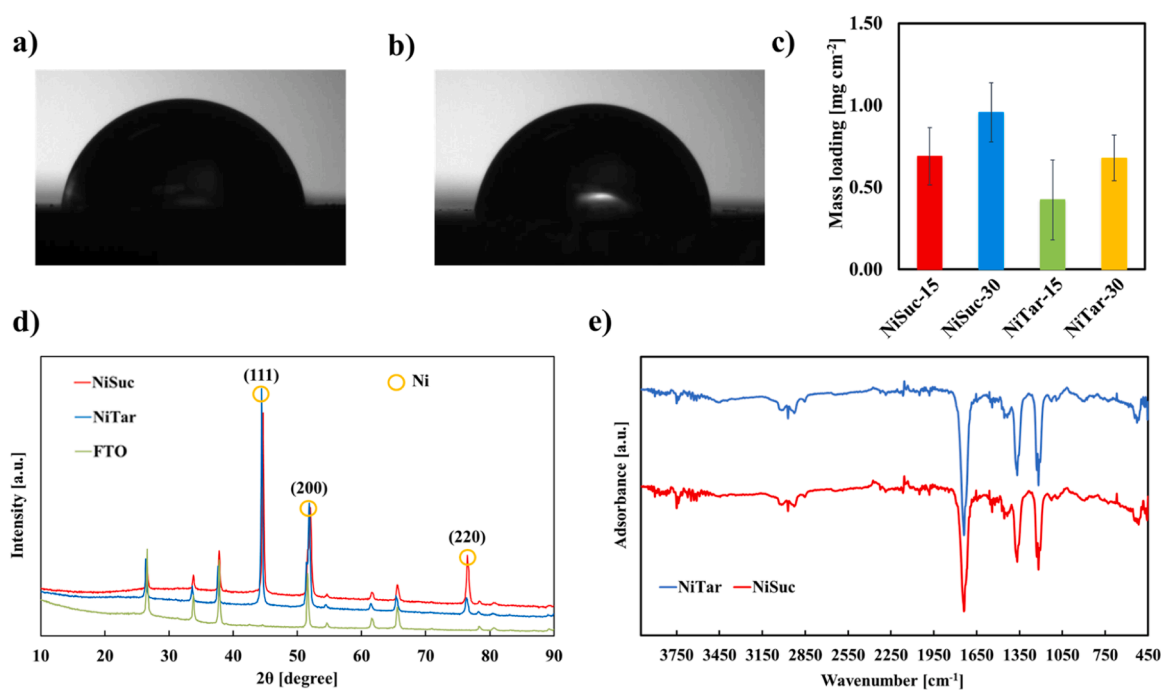 a)
b)
c)
Mass loading [mg cm-2]
1.50
1.00
0.50
0.00
NiSuc-15
NiSuc-30
NiTar-15
NiTar-30
d)
Intensity [a.u.]
NiSuc
NiTar
FTO
(111)
(200)
(220)
Ni
10 20 30 40 50 60 70 80 90
2θ [degree]
e)
Adsorbance [a.u.]
NiTar NiSuc
3750 3450 3150 2850 2550 2250 1950 1650 1350 1050 750 450
Wavenumber [cm-1]